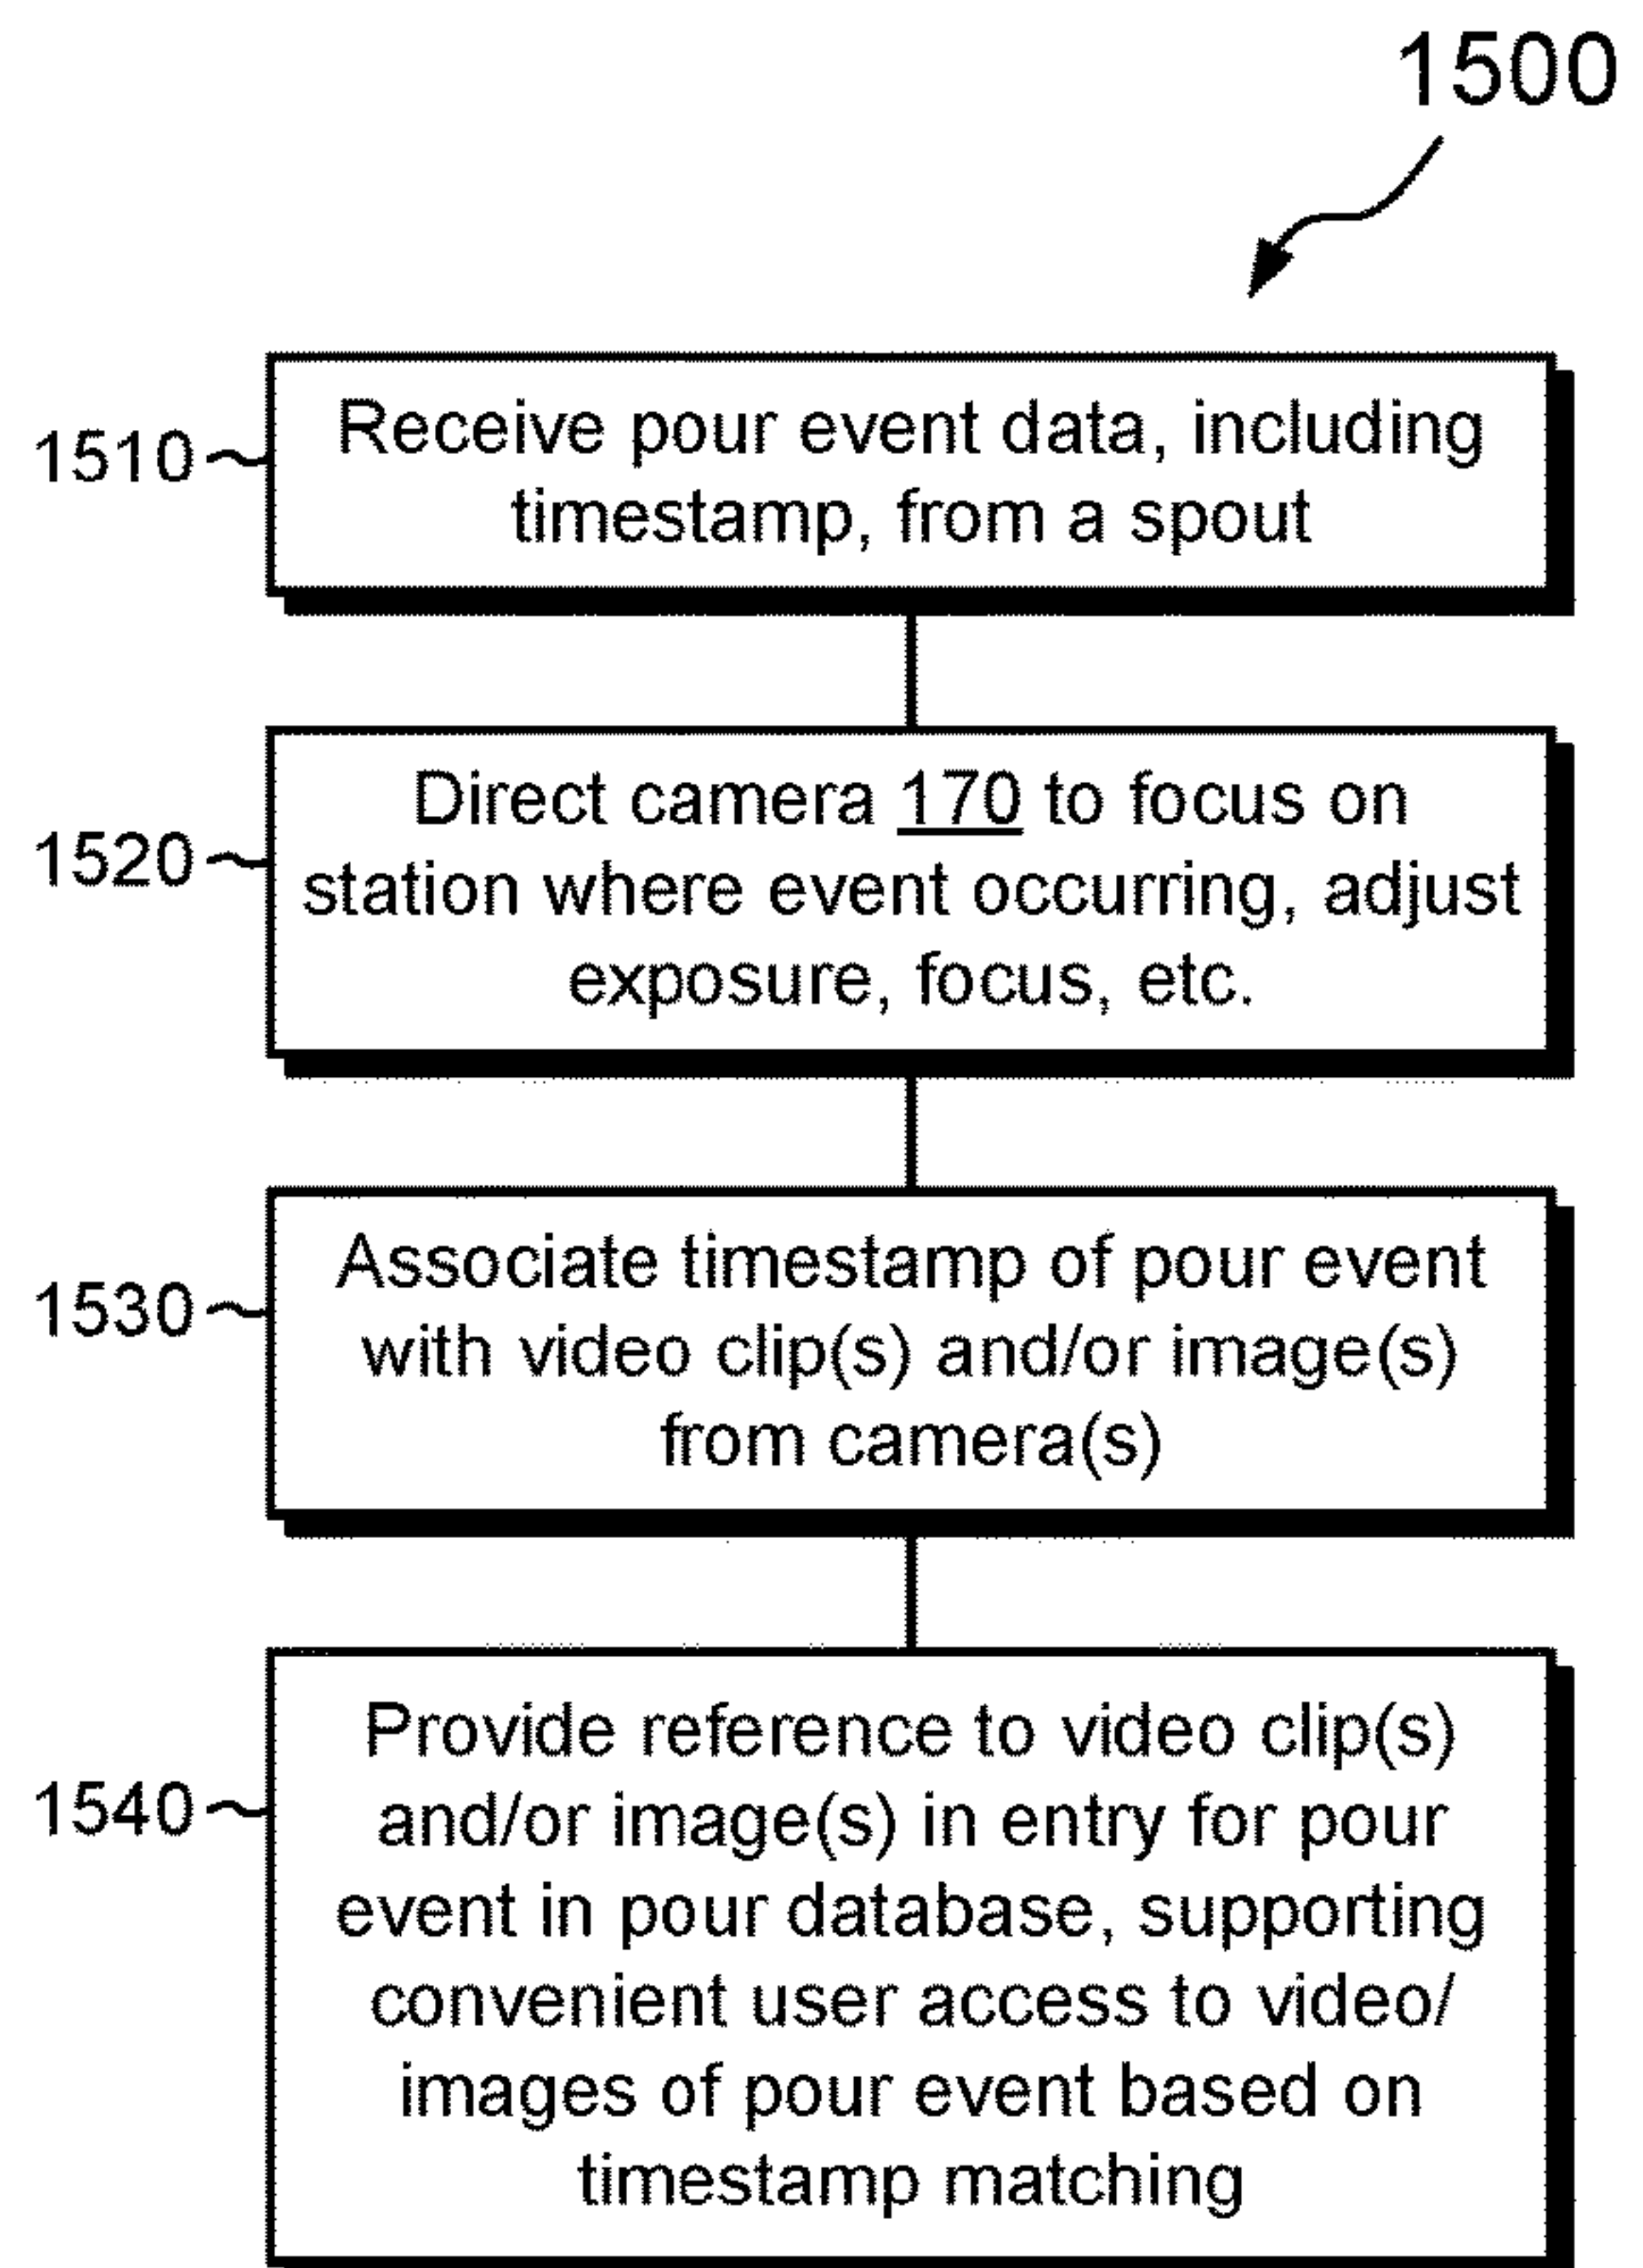 1500
1510
Receive pour event data, including
timestamp, from a spout
1520
Direct camera 170 to focus on
station where event occurring, adjust
exposure, focus, etc.
1530
Associate timestamp of pour event
with video clip(s) and/or image(s)
from camera(s)
1540
Provide reference to video clip(s)
and/or image(s) in entry for pour
event in pour database, supporting
convenient user access to video/
images of pour event based on
timestamp matching